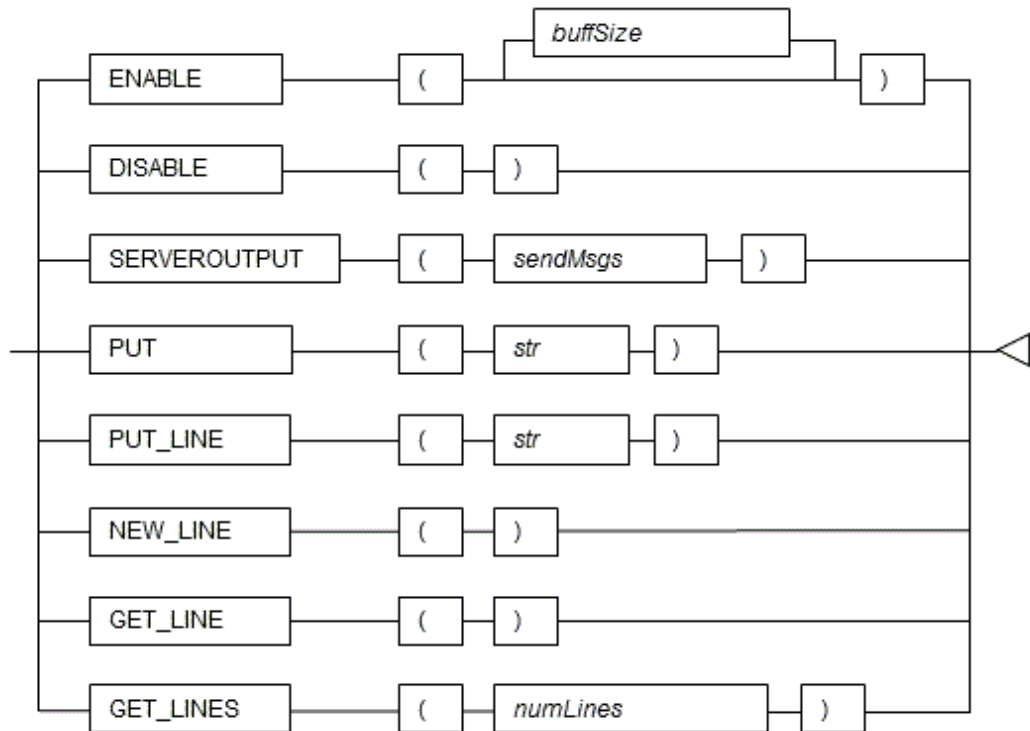 buffSize
ENABLE ( )
DISABLE ( )
SERVEROUTPUT ( sendMsgs )
PUT ( str )
PUT_LINE ( str )
NEW_LINE ( )
GET_LINE ( )
GET_LINES ( numLines )